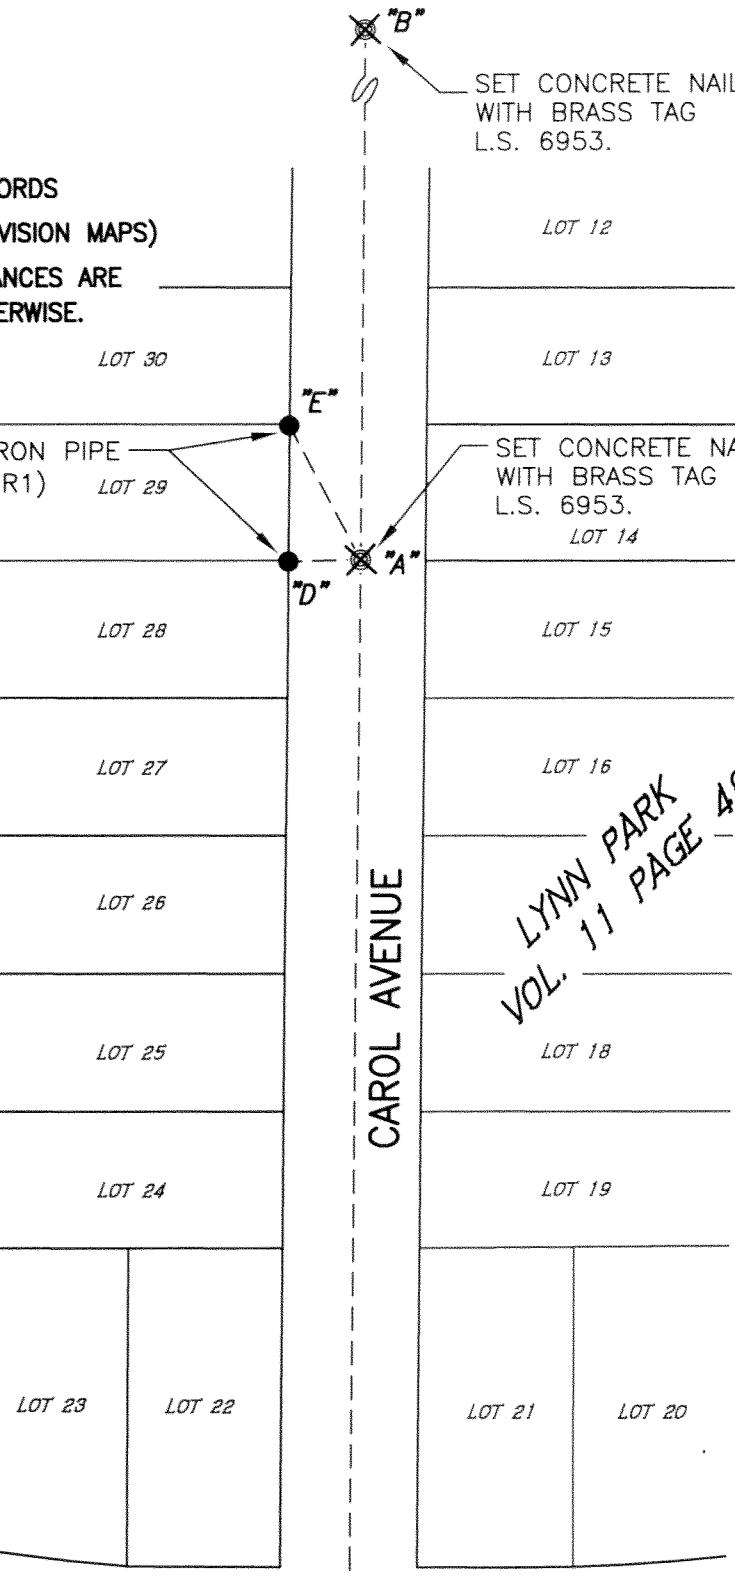 "B"
SET CONCRETE NAIL
WITH BRASS TAG
L.S. 6953.
ORDS
VISION MAPS)
ANCES ARE
ERWISE.
LOT 12
LOT 30
LOT 13
"E"
RON PIPE
R1)
LOT 29
SET CONCRETE NA
WITH BRASS TAG
L.S. 6953.
LOT 14
"A"
"D"
LOT 28
LOT 15
LOT 27
LOT 16
LYNN PARK
VOL. 11 PAGE 4
LOT 26
CAROL AVENUE
LOT 25
LOT 18
LOT 24
LOT 19
LOT 23
LOT 22
LOT 21
LOT 20